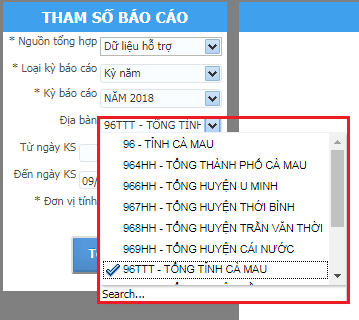 THAM SỐ BÁO CÁO
* Nguồn tổng hợp Dữ liệu hỗ trợ
* Loại kỳ báo cáo Kỳ năm
* Kỳ báo cáo NĂM 2018
Địa bàn 96TTT - TỔNG TỈNH
96 - TỈNH CÀ MAU
Từ ngày KS
964HH - TỔNG THÀNH PHỐ CÀ MAU
Đến ngày KS 09/
966HH - TỔNG HUYỆN U MINH
* Đơn vị tính
967HH - TỔNG HUYỆN THỚI BÌNH
968HH - TỔNG HUYỆN TRẦN VĂN THỜI
969HH - TỔNG HUYỆN CÁI NƯỚC
96TTT - TỔNG TỈNH CÀ MAU
Search...